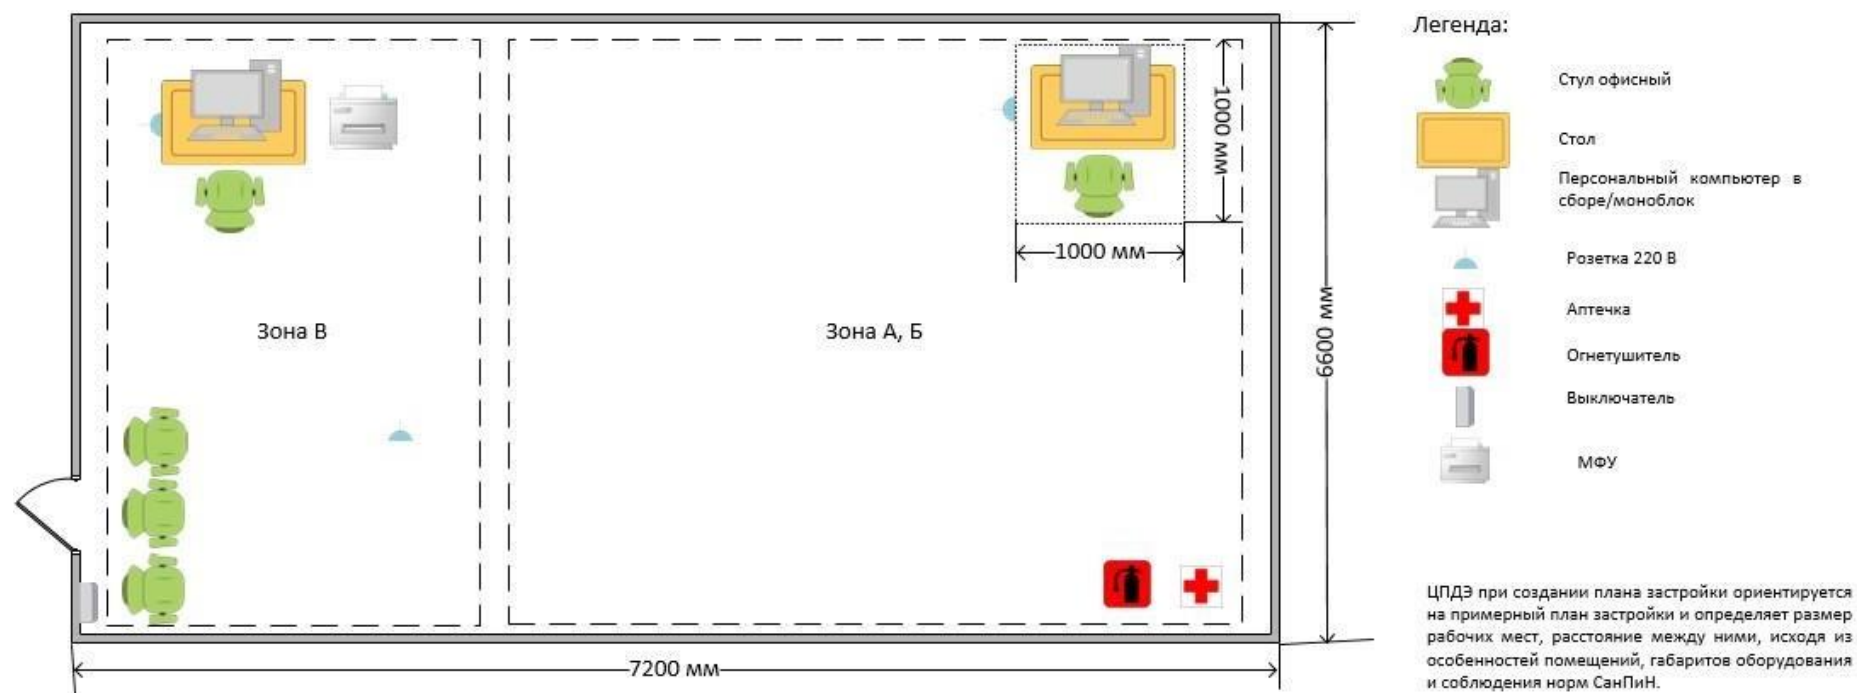 Легенда:
Стул офисный
Стол
Персональный компьютер в
сборе/моноблок
Розетка 220 В
Аптечка
Огнетушитель
Выключатель
МФУ
1000 мм
1000 мм
Зона В
Зона А, Б
6600 мм
7200 мм
ЦПДЭ при создании плана застройки ориентируется
на примерный план застройки и определяет размер
рабочих мест, расстояние между ними, исходя из
особенностей помещений, габаритов оборудования
и соблюдения норм СанПиН.